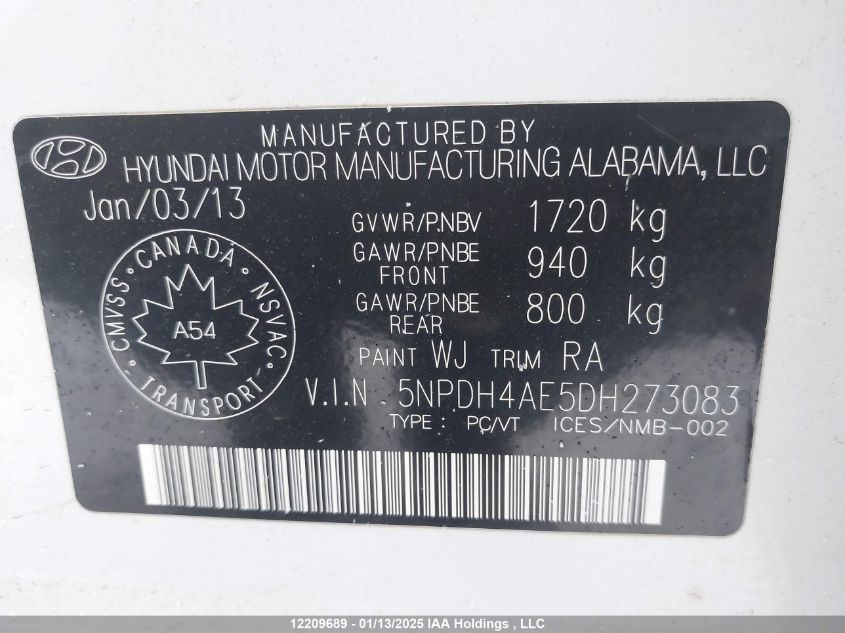 MANUFACTURED BY
HYUNDAI MOTOR MANUFACTURING ALABAMA, LLC
Jan/03/13
GVWR/P.NBV 1720 kg
GAWR/PNBE FRONT 940 kg
GAWR/PNBE REAR 800 kg
CANADA
CMVSS
NSVAC
A54
TRANSPORT
PAINT WJ TRIM RA
V.I.N 5NPDH4AE5DH273083
TYPE : PC/VT ICES/NMB-002
12209689 - 01/13/2025 IAA Holdings , LLC